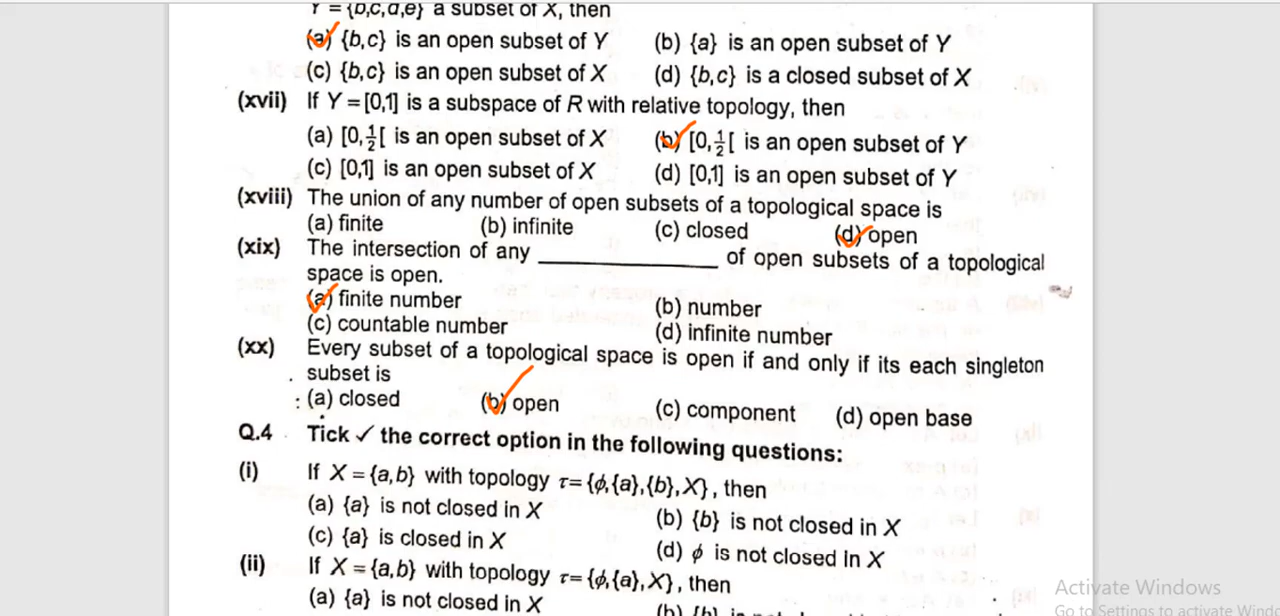 Y = {b,c,d,e} a subset of X, then
(a) {b,c} is an open subset of Y (b) {a} is an open subset of Y
(c) {b,c} is an open subset of X (d) {b,c} is a closed subset of X
(xvii) If Y = [0,1] is a subspace of R with relative topology, then
(a) [0,½[ is an open subset of X (b) [0,½[ is an open subset of Y
(c) [0,1] is an open subset of X (d) [0,1] is an open subset of Y
(xviii) The union of any number of open subsets of a topological space is
(a) finite (b) infinite (c) closed (d) open
(xix) The intersection of any ____________ of open subsets of a topological
space is open.
(a) finite number (b) number
(c) countable number (d) infinite number
(xx) Every subset of a topological space is open if and only if its each singleton
subset is
: (a) closed (b) open (c) component (d) open base
Q.4 Tick ✓ the correct option in the following questions:
(i) If X = {a,b} with topology τ= {ϕ,{a},{b},X}, then
(a) {a} is not closed in X (b) {b} is not closed in X
(c) {a} is closed in X (d) ϕ is not closed In X
(ii) If X = {a,b} with topology τ= {ϕ,{a},X}, then
(a) {a} is not closed in X
Activate Windows
Go to Settings to activate Windo